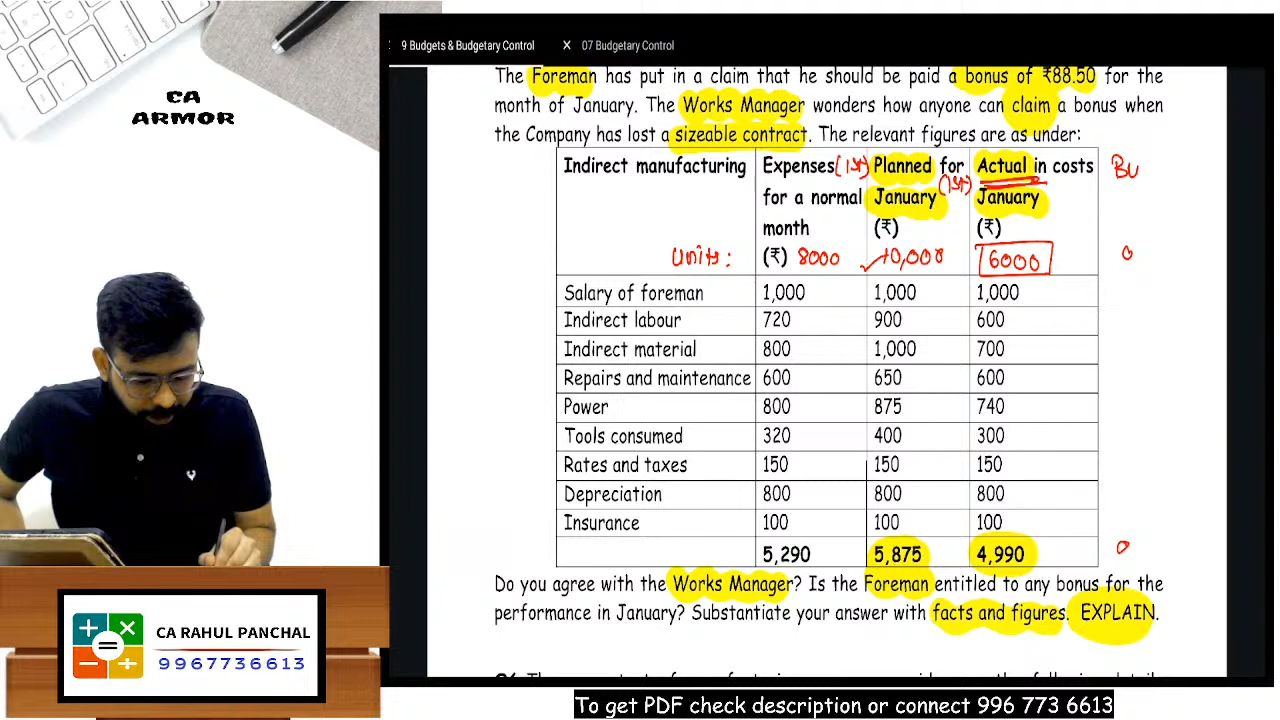 CA
ARMOR
9 Budgets & Budgetary Control
07 Budgetary Control
The Foreman has put in a claim that he should be paid a bonus of ₹88.50 for the
month of January. The Works Manager wonders how anyone can claim a bonus when
the Company has lost a sizeable contract. The relevant figures are as under:
Indirect manufacturing Expenses (1st) Planned for Actual in costs Bu
for a normal January (1st) January
month (₹) (₹)
Units: (₹) 8000 10,000 6000 0
Salary of foreman 1,000 1,000 1,000
Indirect labour 720 900 600
Indirect material 800 1,000 700
Repairs and maintenance 600 650 600
Power 800 875 740
Tools consumed 320 400 300
Rates and taxes 150 150 150
Depreciation 800 800 800
Insurance 100 100 100
5,290 5,875 4,990 0
Do you agree with the Works Manager? Is the Foreman entitled to any bonus for the
performance in January? Substantiate your answer with facts and figures. EXPLAIN.
CA RAHUL PANCHAL
9967736613
To get PDF check description or connect 996 773 6613